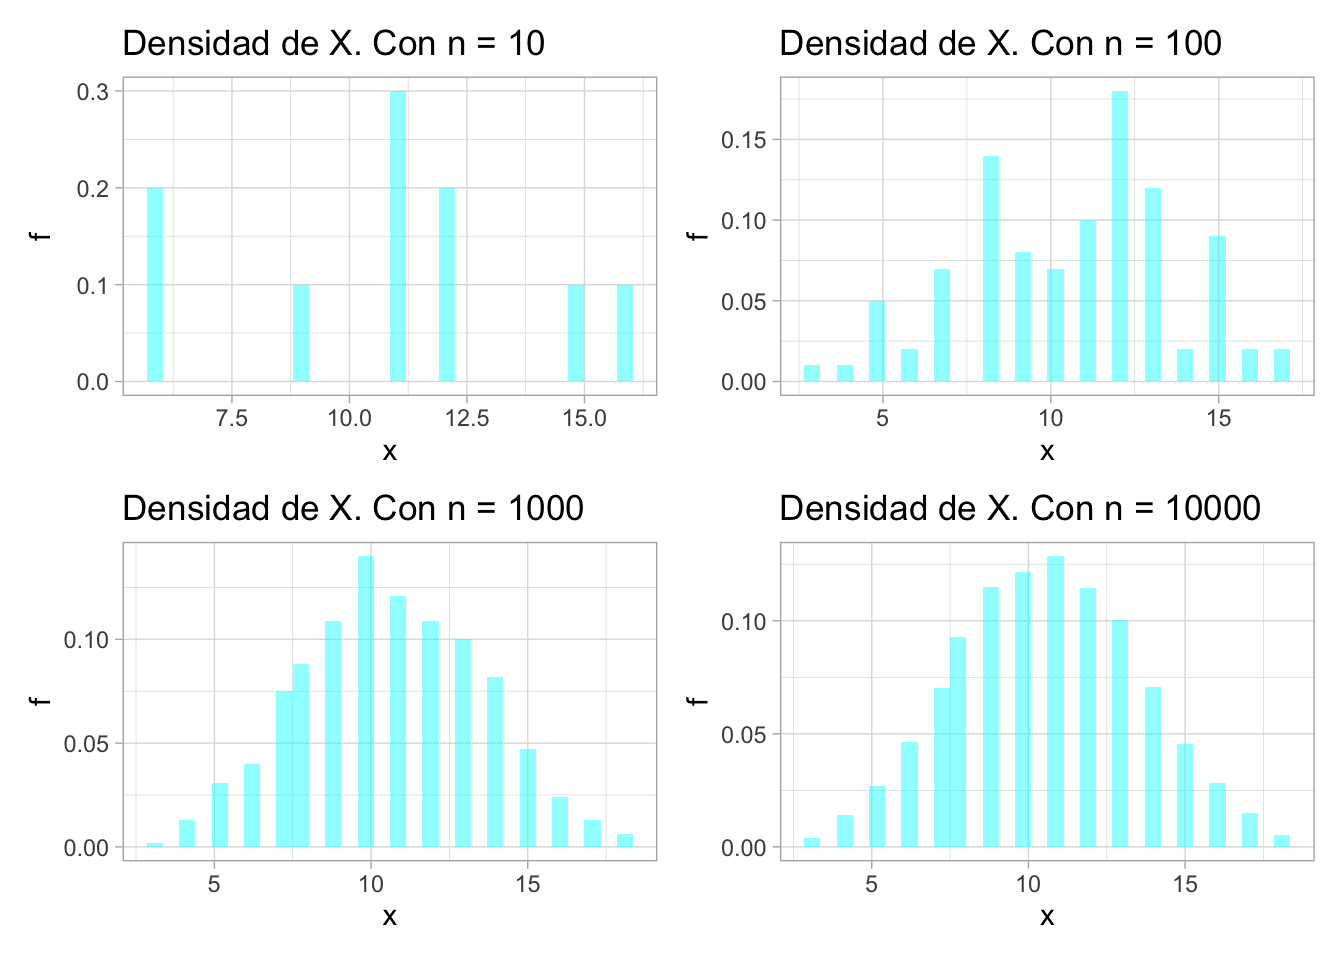 Densidad de X. Con n = 10
0.3
0.2
0.1
0.0
f
7.5 10.0 12.5 15.0
x
Densidad de X. Con n = 100
0.15
0.10
0.05
0.00
f
5 10 15
x
Densidad de X. Con n = 1000
0.10
0.05
0.00
f
5 10 15
x
Densidad de X. Con n = 10000
0.10
0.05
0.00
f
5 10 15
x